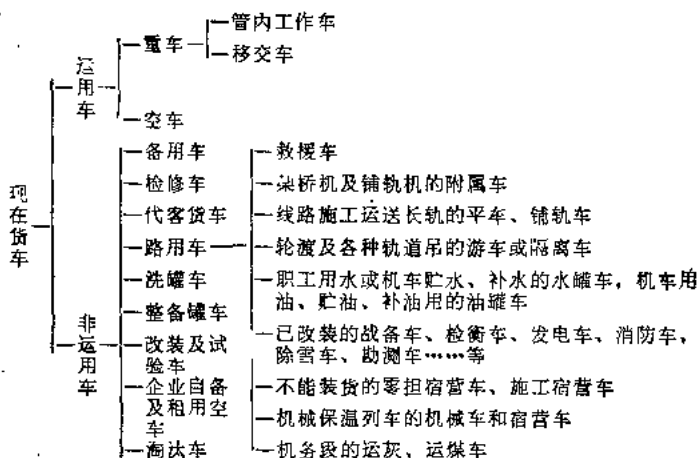 现在货车
运用车
重车
管内工作车
移交车
空车
非运用车
备用车
检修车
代客货车
路用车
洗罐车
整备罐车
改装及试
验车
企业自备
及租用空
车
淘汰车
救援车
架桥机及铺轨机的附属车
线路施工运送长轨的平车、铺轨车
轮渡及各种轨道吊的游车或隔离车
职工用水或机车贮水、补水的水罐车，机车用
油、贮油、补油用的油罐车
已改装的战备车、检衡车、发电车、消防车、
除雪车、勘测车……等
不能装货的零担宿营车、施工宿营车
机械保温列车的机械车和宿营车
机务段的运灰、运煤车